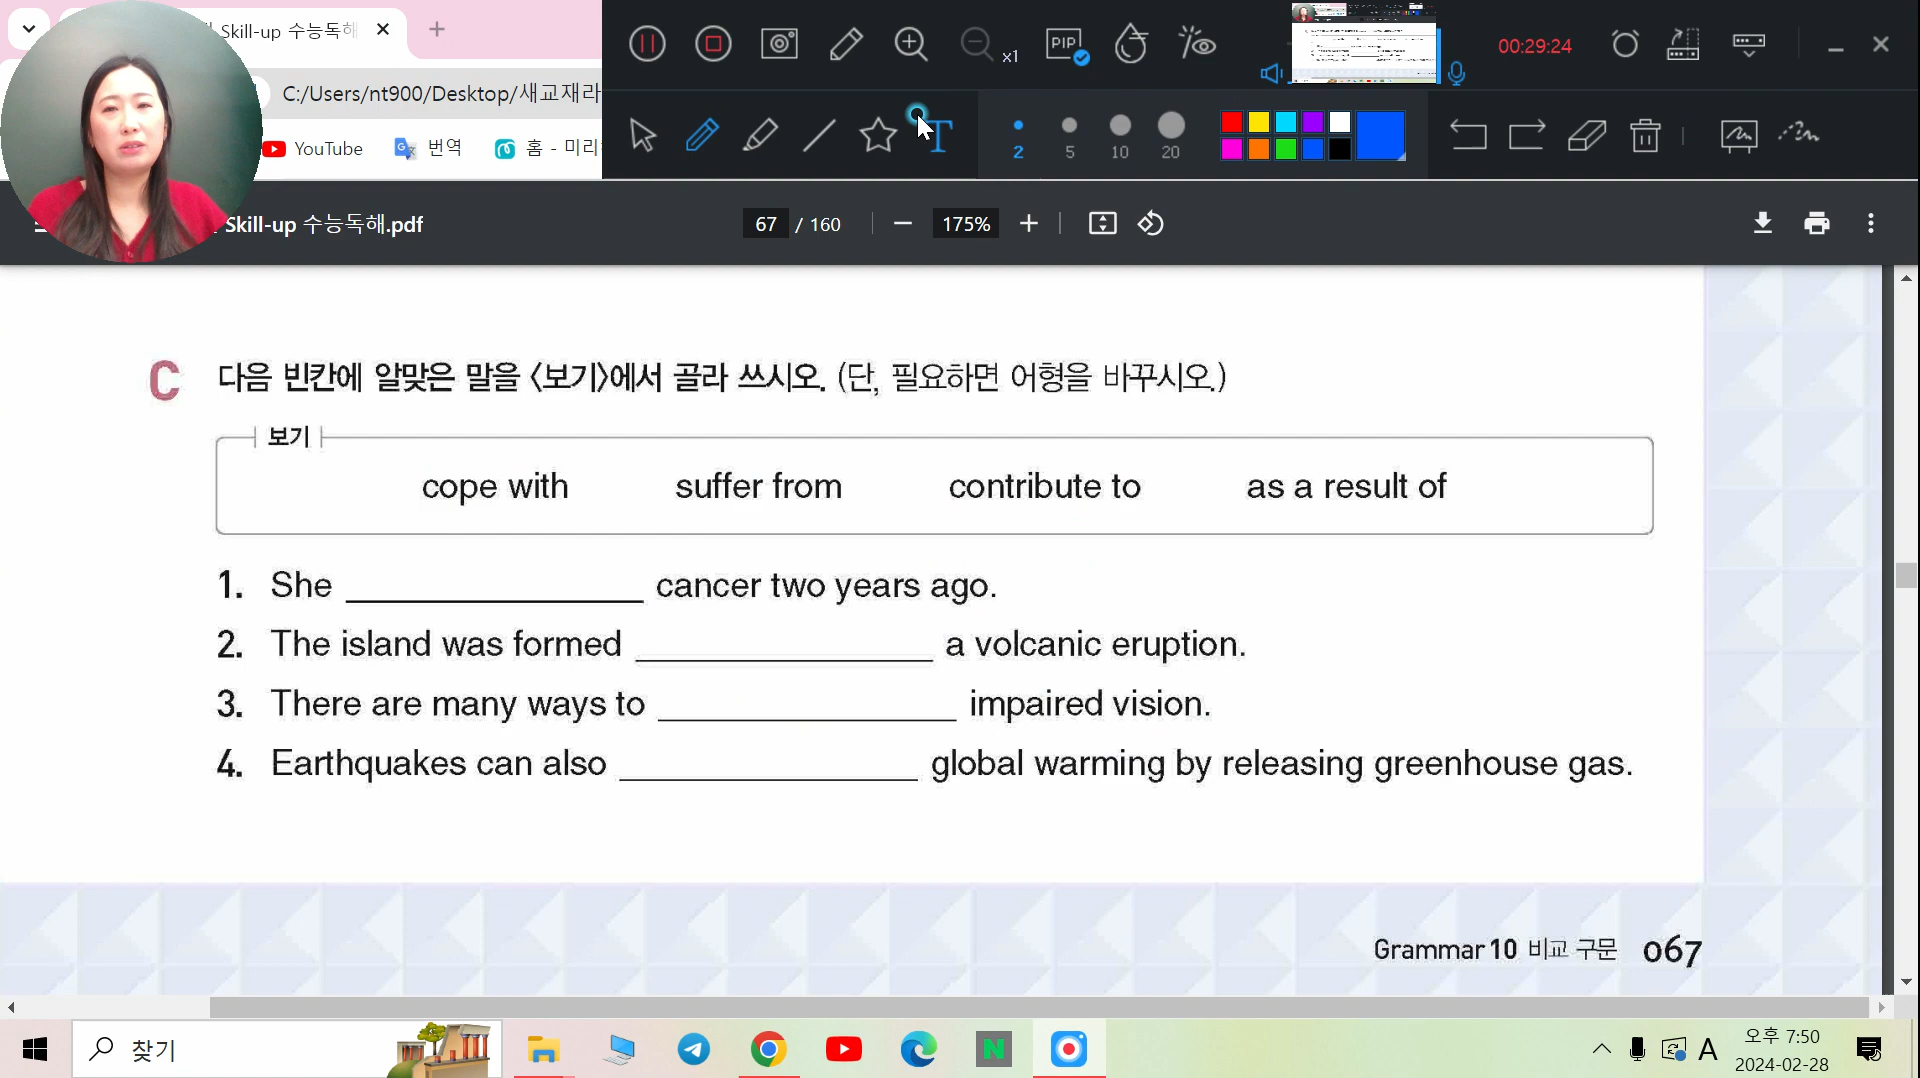 Skill-up 수능독해
x1
PIP
00:29:24
C:/Users/nt900/Desktop/새교재라
YouTube
번역
홈 - 미리
T
2
5
10
20
Skill-up 수능독해.pdf
67 / 160
175%
C 다음 빈칸에 알맞은 말을 <보기>에서 골라 쓰시오. (단, 필요하면 어형을 바꾸시오.)
보기
cope with suffer from contribute to as a result of
1. She ________ cancer two years ago.
2. The island was formed ________ a volcanic eruption.
3. There are many ways to ________ impaired vision.
4. Earthquakes can also ________ global warming by releasing greenhouse gas.
Grammar 10 비교 구문 067
찾기
N
A
오후 7:50
2024-02-28